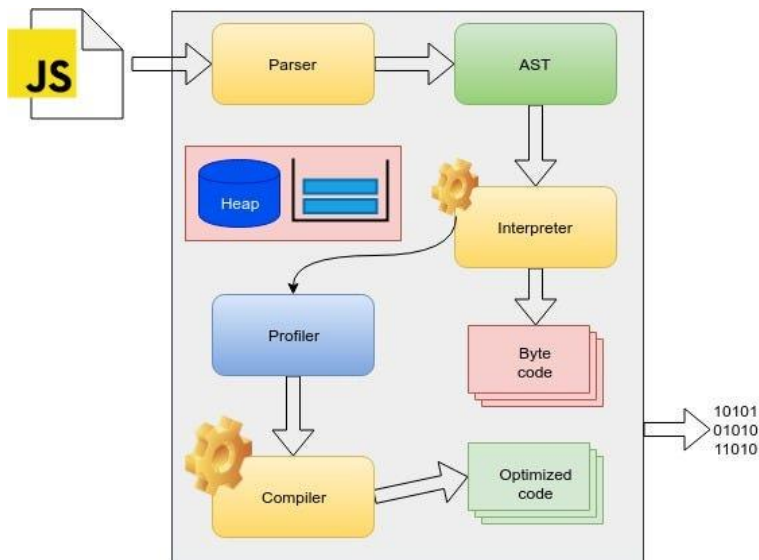 JS
Parser
AST
Heap
Interpreter
Profiler
Byte
code
10101
01010
11010
Optimized
code
Compiler